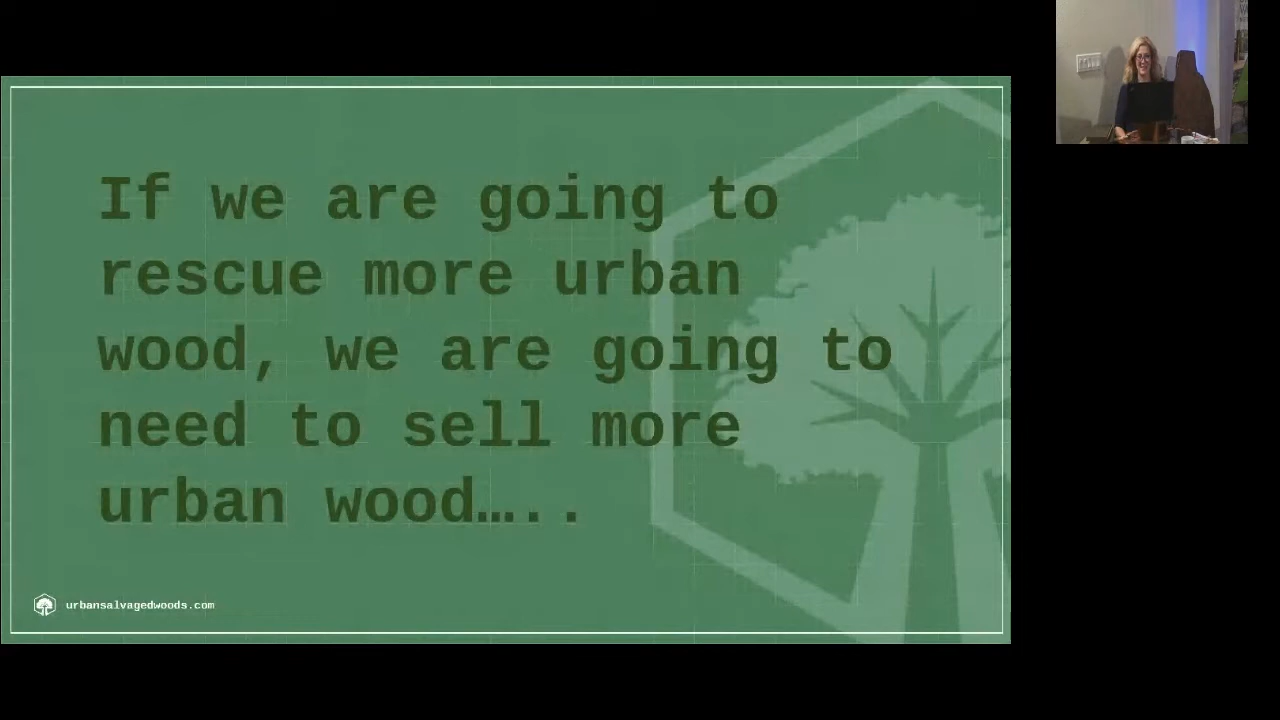 If we are going to
rescue more urban
wood, we are going to
need to sell more
urban wood…..
urbansalvagedwoods.com